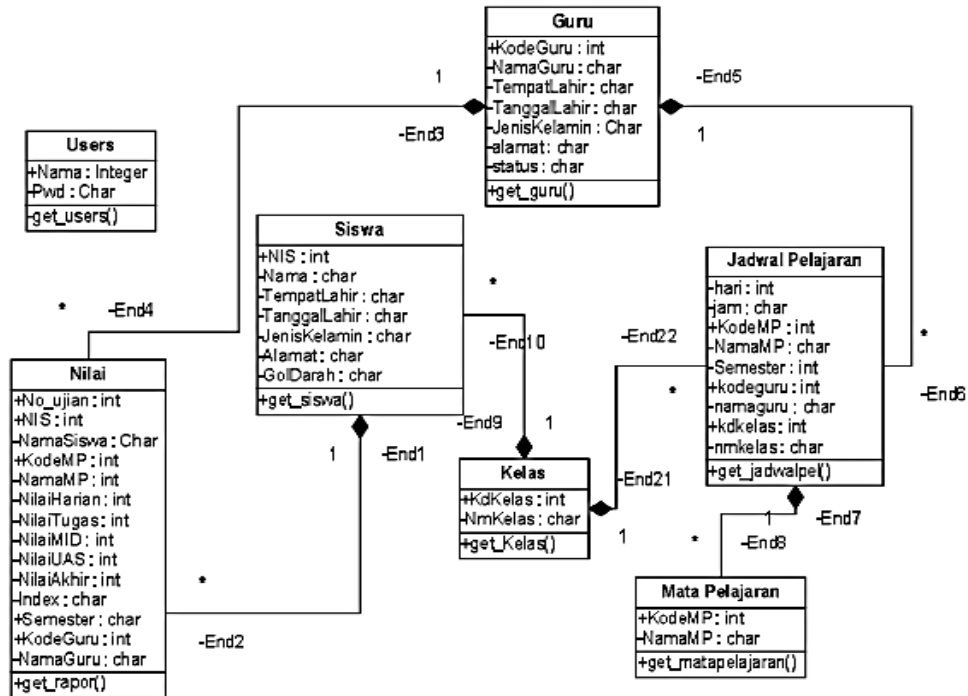 Guru
+KodeGuru : int
-NamaGuru : char
-TempatLahir : char
-TanggalLahir : char
-JenisKelamin : Char
-alamat : char
-status : char
+get_guru()
1
-End3
-End5
1
Users
+Nama : Integer
-Pwd : Char
-get_users()
Siswa
+NIS : int
-Nama : char
-TempatLahir : char
-TanggalLahir : char
-JenisKelamin : char
-Alamat : char
-GolDarah : char
+get_siswa()
*
-End10
1
-End1
-End9
1
*
-End4
Jadwal Pelajaran
-hari : int
-jam : char
+KodeMP : int
-NamaMP : char
-Semester : int
+kodeguru : int
-namaguru : char
+kdkelas : int
-nmkelas : char
+get_jadwalpel()
-End22
*
*
-End6
Nilai
+No_ujian : int
+NIS : int
-NamaSiswa : Char
+KodeMP : int
-NamaMP : int
-NilaiHarian : int
-NilaiTugas : int
-NilaiMID : int
-NilaiUAS : int
-NilaiAkhir : int
-Index : char
+Semester : char
+KodeGuru : int
-NamaGuru : char
+get_rapor()
*
-End2
Kelas
+KdKelas : int
-NmKelas : char
+get_Kelas()
-End21
1
1
-End7
*
-End8
Mata Pelajaran
+KodeMP : int
-NamaMP : char
+get_matapelajaran()